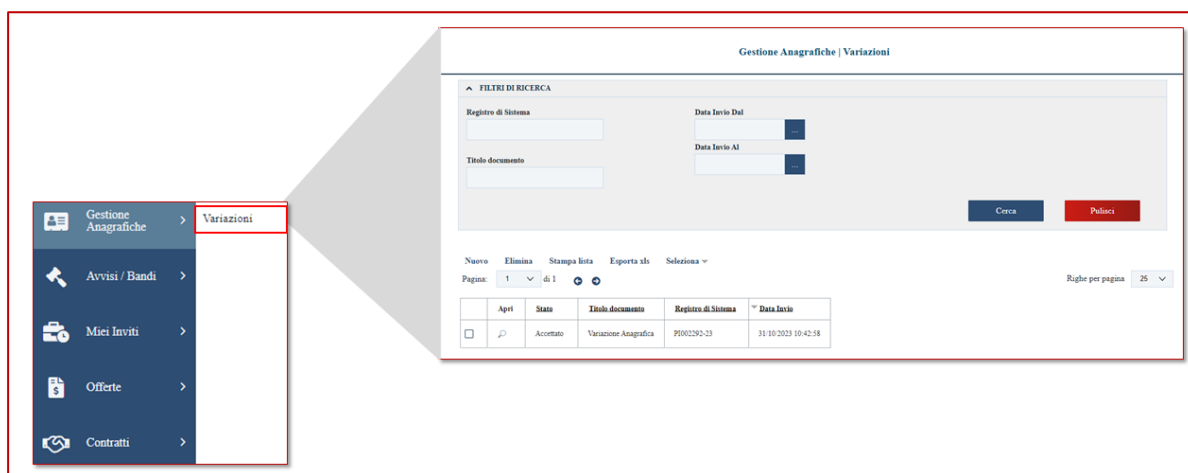 Gestione Anagrafiche | Variazioni
FILTRI DI RICERCA
Registro di Sistema
Data Invio Dal
...
Data Invio Al
...
Titolo documento
Cerca
Pulisci
Nuovo Elimina Stampa lista Esporta xls Seleziona
Pagina: 1 di 1
Righe per pagina 25
Apri Stato Titolo documento Registro di Sistema Data Invio
Accettato Variazione Anagrafica PI002292-23 31/10/2023 10:42:58
Gestione
Anagrafiche
Variazioni
Avvisi / Bandi
Miei Inviti
Offerte
Contratti